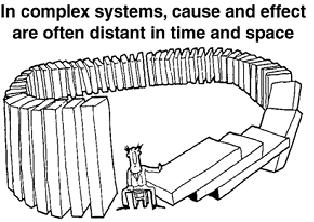 In complex systems, cause and effect
are often distant in time and space